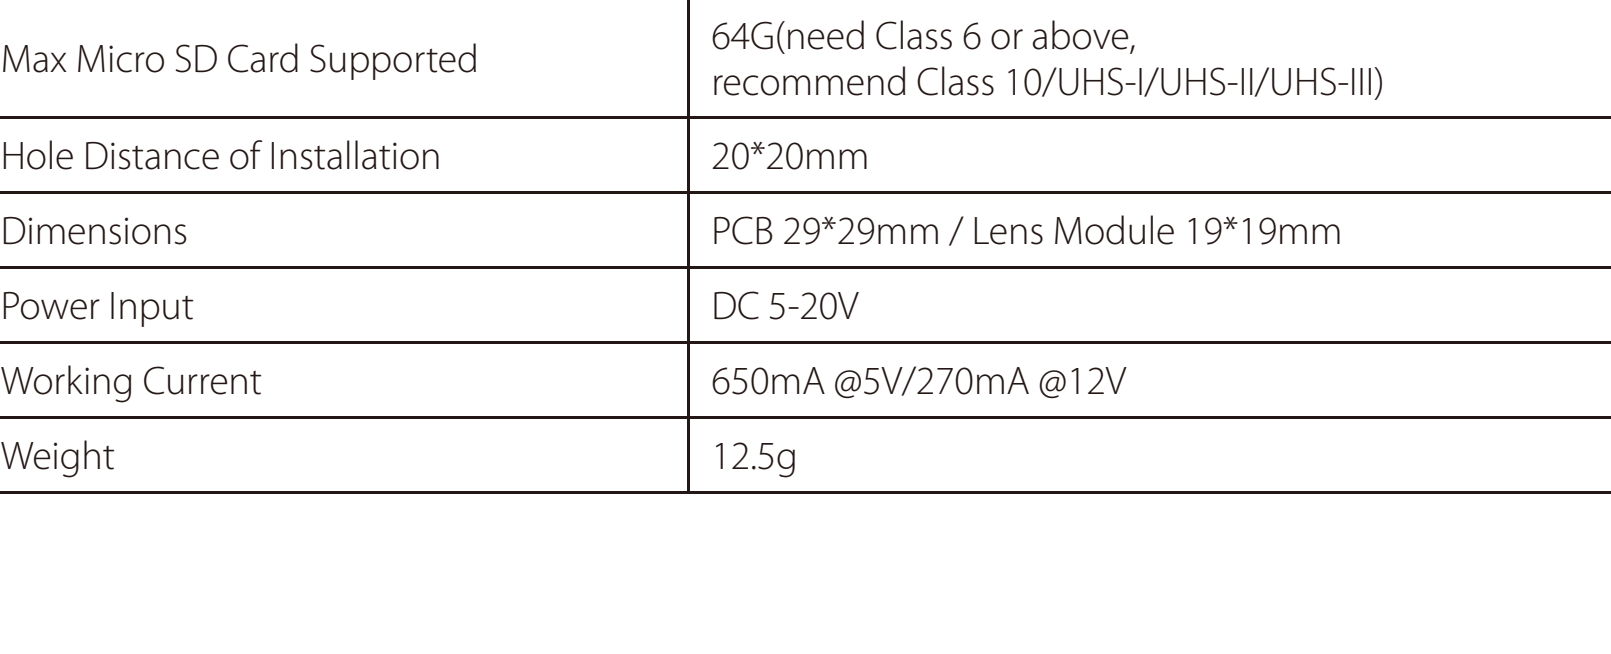 Max Micro SD Card Supported
64G(need Class 6 or above,
recommend Class 10/UHS-I/UHS-II/UHS-III)
Hole Distance of Installation
20*20mm
Dimensions
PCB 29*29mm / Lens Module 19*19mm
Power Input
DC 5-20V
Working Current
650mA @5V/270mA @12V
Weight
12.5g